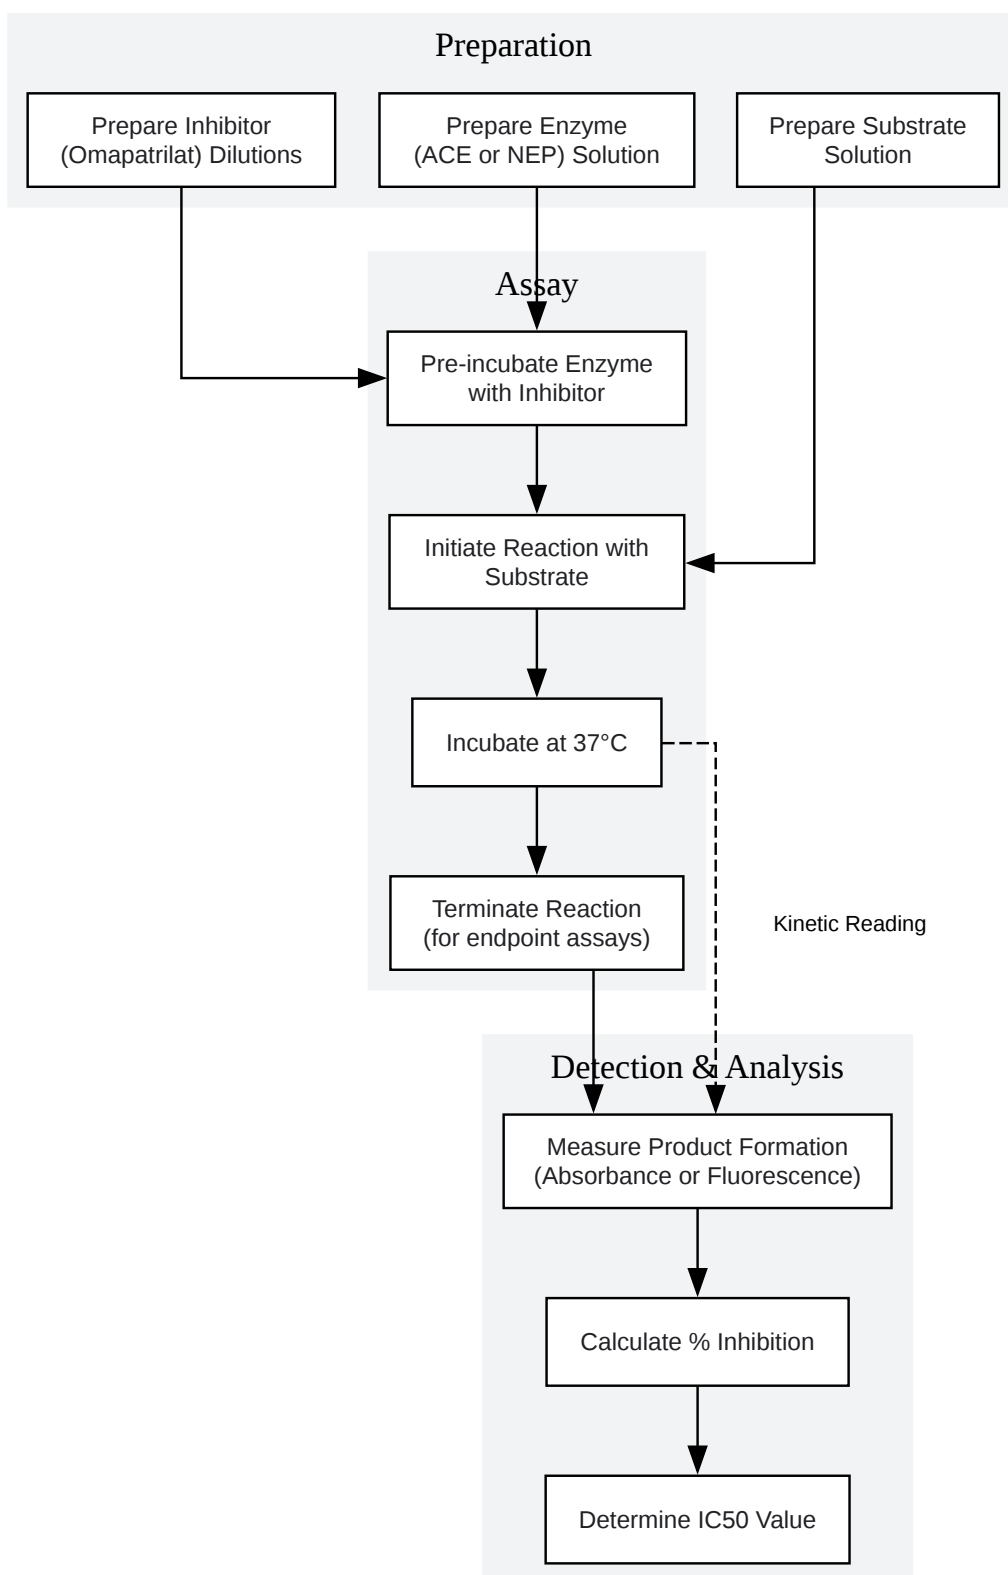 Preparation
Prepare Inhibitor
(Omapatrilat) Dilutions
Prepare Enzyme
(ACE or NEP) Solution
Prepare Substrate
Solution
Assay
Pre-incubate Enzyme
with Inhibitor
Initiate Reaction with
Substrate
Incubate at 37°C
Terminate Reaction
(for endpoint assays)
Kinetic Reading
Detection & Analysis
Measure Product Formation
(Absorbance or Fluorescence)
Calculate % Inhibition
Determine IC50 Value